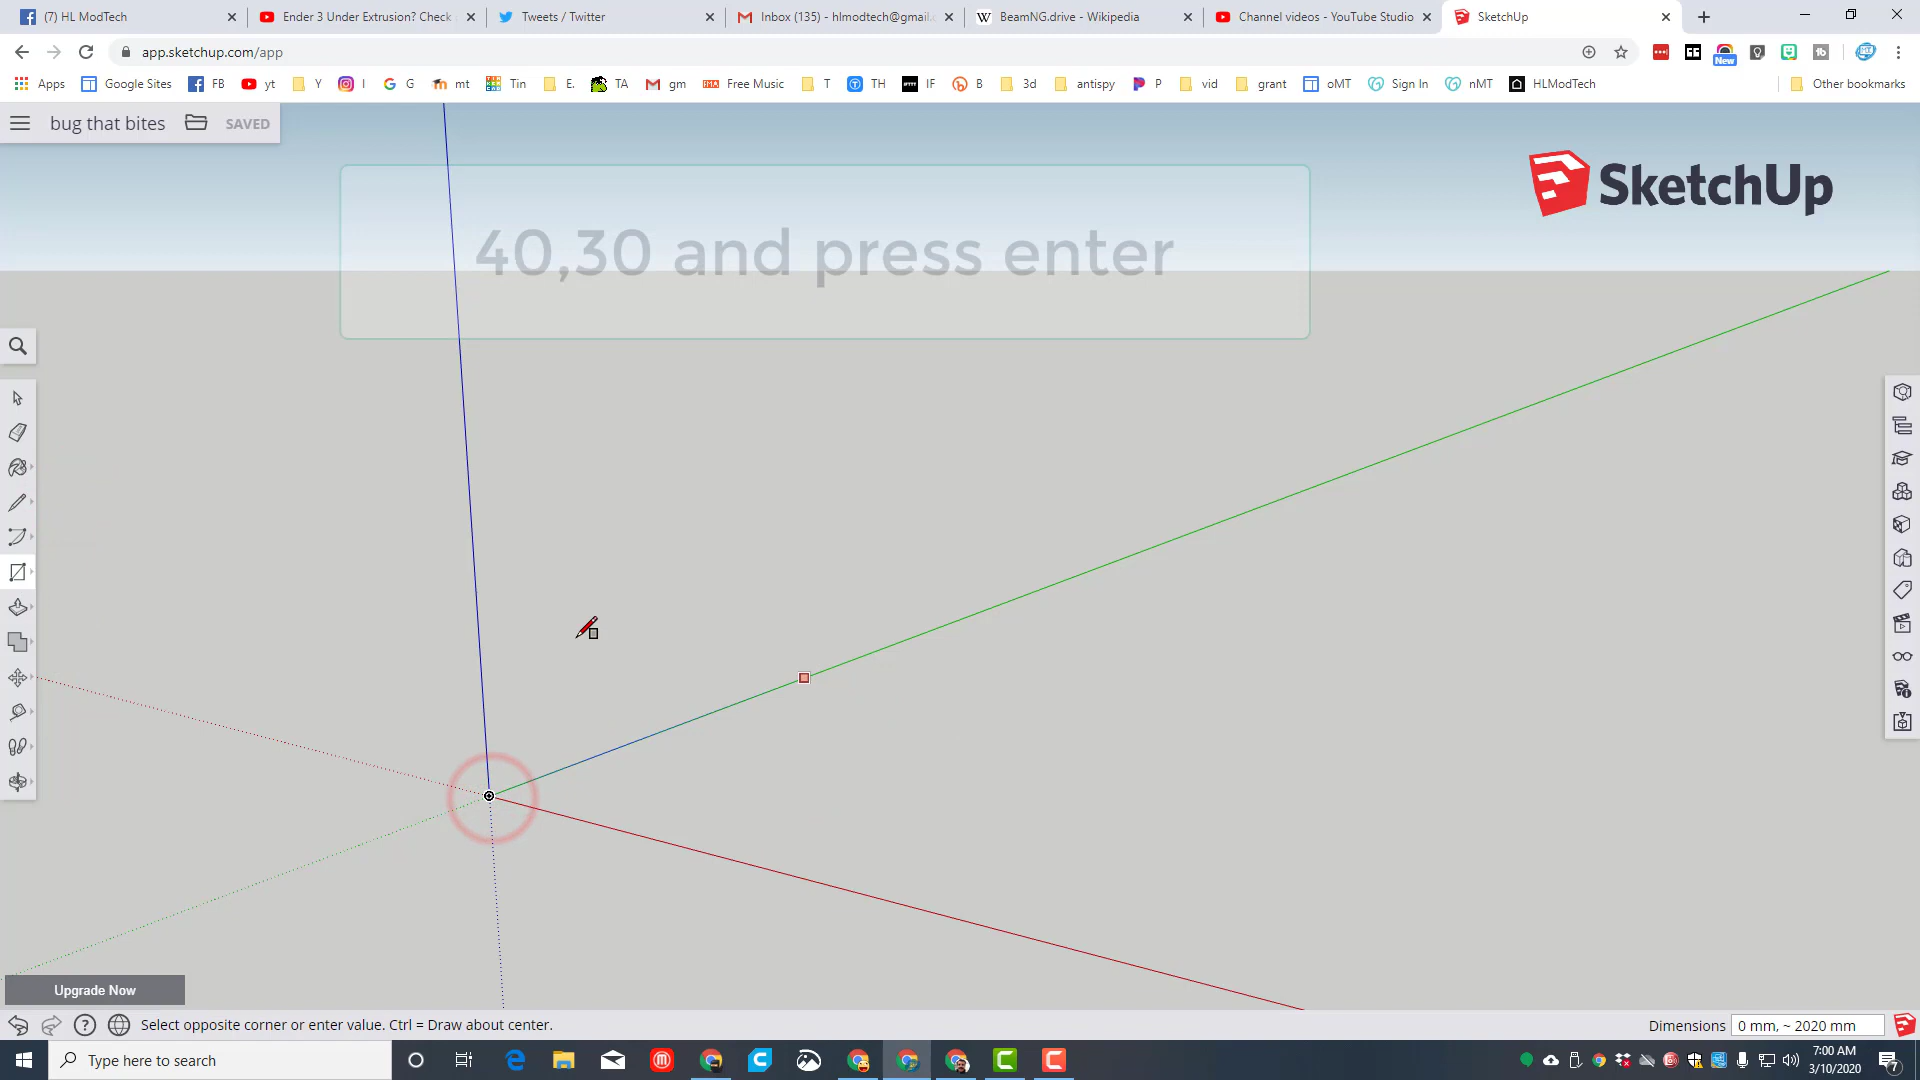 (7) HL ModTech
Ender 3 Under Extrusion? Check
Tweets / Twitter
Inbox (135) - hlmodtech@gmail.c
W BeamNG.drive - Wikipedia
Channel videos - YouTube Studio
SketchUp
app.sketchup.com/app
New
Apps
Google Sites
FB
yt
Y
I
G
mt
Tin
E.
TA
gm
Free Music
T
TH
IF
B
3d
antispy
P
vid
grant
oMT
Sign In
nMT
HLModTech
Other bookmarks
bug that bites
SAVED
SketchUp
40,30 and press enter
Upgrade Now
Select opposite corner or enter value. Ctrl = Draw about center.
Dimensions 0 mm, ~ 2020 mm
Type here to search
7:00 AM
3/10/2020
7